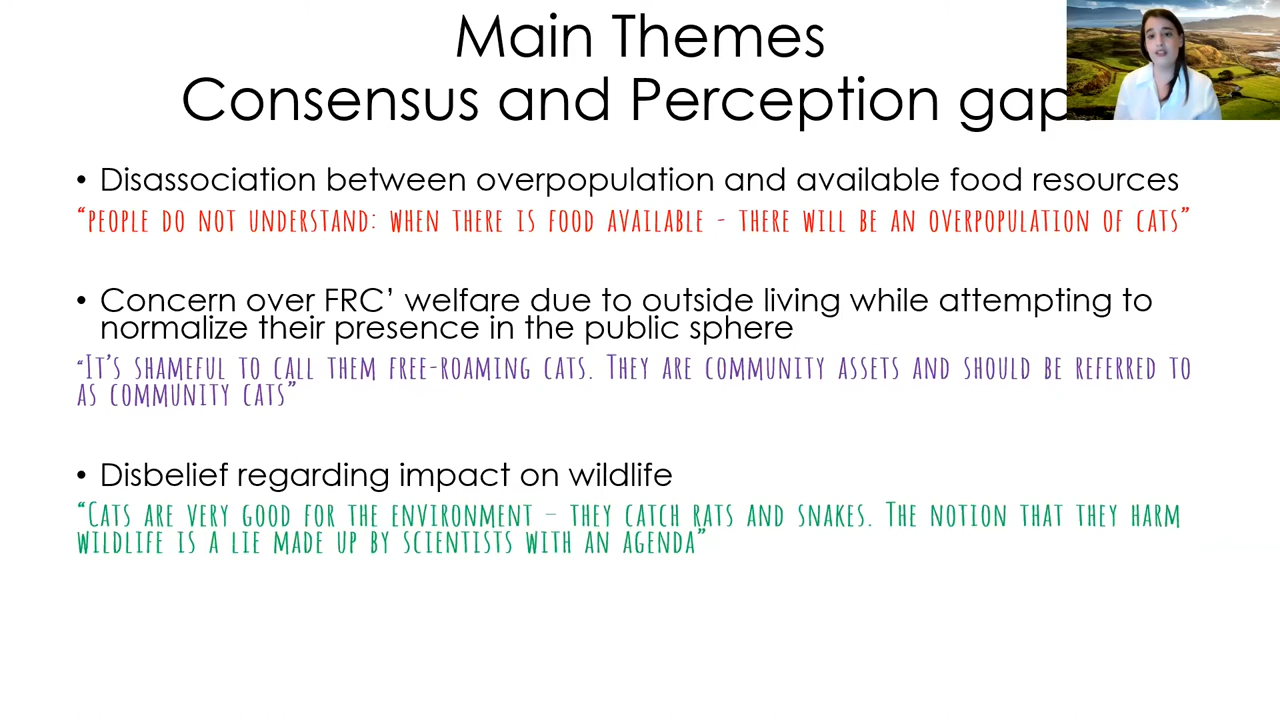 Main Themes
Consensus and Perception gap
• Disassociation between overpopulation and available food resources
“People do not understand: when there is food available - there will be an overpopulation of cats”
• Concern over FRC’ welfare due to outside living while attempting to
normalize their presence in the public sphere
“It’s shameful to call them free-roaming cats. They are community assets and should be referred to
as community cats”
• Disbelief regarding impact on wildlife
“Cats are very good for the environment – they catch rats and snakes. The notion that they harm
wildlife is a lie made up by scientists with an agenda”